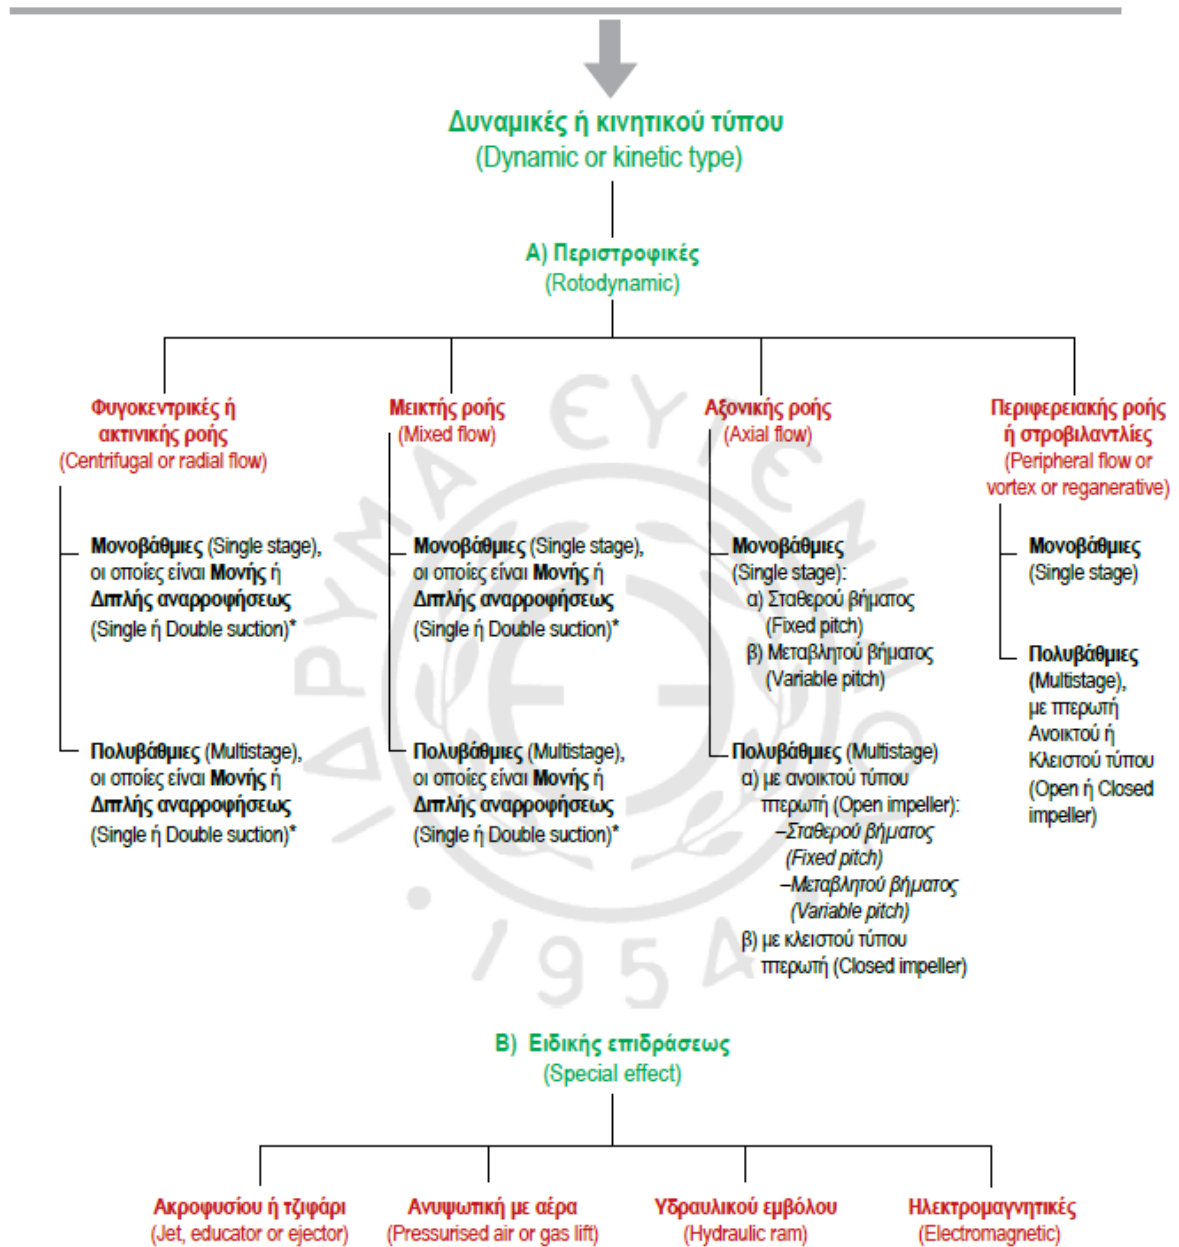 Δυναμικές ή κινητικού τύπου
(Dynamic or kinetic type)
Α) Περιστροφικές
(Rotodynamic)
Φυγοκεντρικές ή
ακτινικής ροής
(Centrifugal or radial flow)
Μονοβάθμιες (Single stage),
οι οποίες είναι Μονής ή
Διπλής αναρροφήσεως
(Single ή Double suction)*
Πολυβάθμιες (Multistage),
οι οποίες είναι Μονής ή
Διπλής αναρροφήσεως
(Single ή Double suction)*
Μεικτής ροής
(Mixed flow)
Μονοβάθμιες (Single stage),
οι οποίες είναι Μονής ή
Διπλής αναρροφήσεως
(Single ή Double suction)*
Πολυβάθμιες (Multistage),
οι οποίες είναι Μονής ή
Διπλής αναρροφήσεως
(Single ή Double suction)*
Αξονικής ροής
(Axial flow)
Μονοβάθμιες
(Single stage):
α) Σταθερού βήματος
(Fixed pitch)
β) Μεταβλητού βήματος
(Variable pitch)
Πολυβάθμιες (Multistage)
α) με ανοικτού τύπου
πτερωτή (Open impeller):
–Σταθερού βήματος
(Fixed pitch)
–Μεταβλητού βήματος
(Variable pitch)
β) με κλειστού τύπου
πτερωτή (Closed impeller)
Περιφερειακής ροής
ή στροβιλαντλίες
(Peripheral flow or
vortex or reganerative)
Μονοβάθμιες
(Single stage)
Πολυβάθμιες
(Multistage),
με πτερωτή
Ανοικτού ή
Κλειστού τύπου
(Open ή Closed
impeller)
Β) Ειδικής επιδράσεως
(Special effect)
Ακροφυσίου ή τζιφάρι
(Jet, educator or ejector)
Ανυψωτική με αέρα
(Pressurised air or gas lift)
Υδραυλικού εμβόλου
(Hydraulic ram)
Ηλεκτρομαγνητικές
(Electromagnetic)
ΙΔΡΥΜΑ ΕΥΓΕΝΙΔΟΥ
• 1954 •